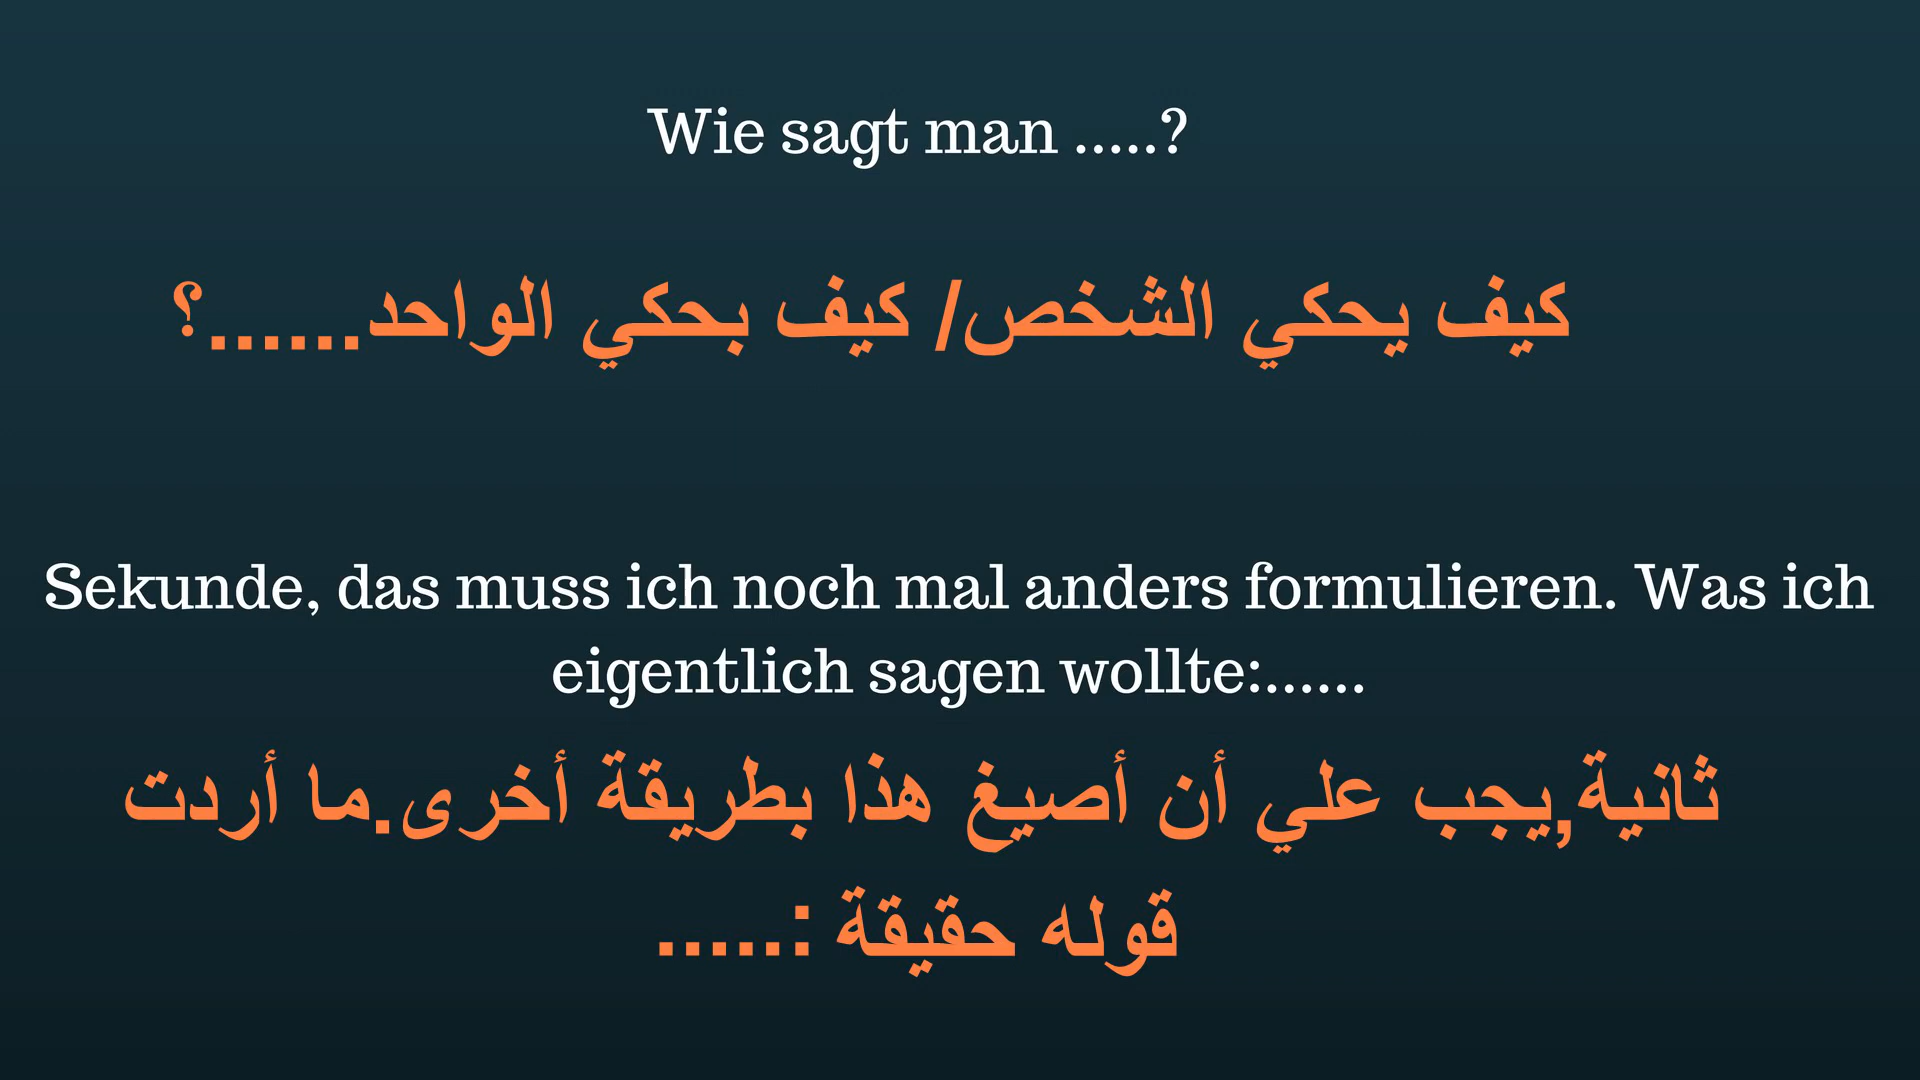 Wie sagt man .....?
كيف يحكي الشخص/ كيف بحكي الواحد......؟
Sekunde, das muss ich noch mal anders formulieren. Was ich
eigentlich sagen wollte:......
ثانية,يجب علي أن أصيغ هذا بطريقة أخرى.ما أردت
قوله حقيقة :.....